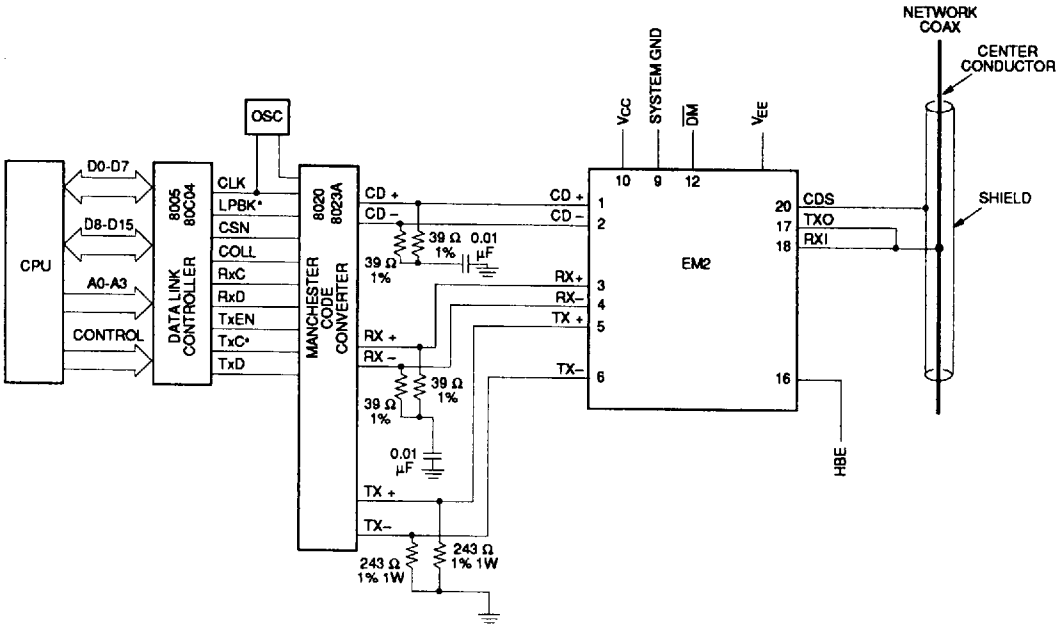 NETWORK
COAX
CENTER
CONDUCTOR
SHIELD
OSC
VCC
SYSTEM GND
DM
VEE
10
9
12
CPU
D0-D7
D8-D15
A0-A3
CONTROL
8005
80C04
DATA LINK
CONTROLLER
CLK
LPBK*
CSN
COLL
RxC
RxD
TxEN
TxC*
TxD
8020
8023A
MANCHESTER
CODE
CONVERTER
CD +
CD -
39 Ω
1%
39 Ω
1%
0.01
µF
RX +
RX -
39 Ω
1%
39 Ω
1%
0.01
µF
TX +
TX-
243 Ω
1% 1W
243 Ω
1% 1W
CD +
1
CD -
2
RX+
3
RX-
4
TX +
5
TX-
6
EM2
20
CDS
17
TXO
18
RXI
16
HBE